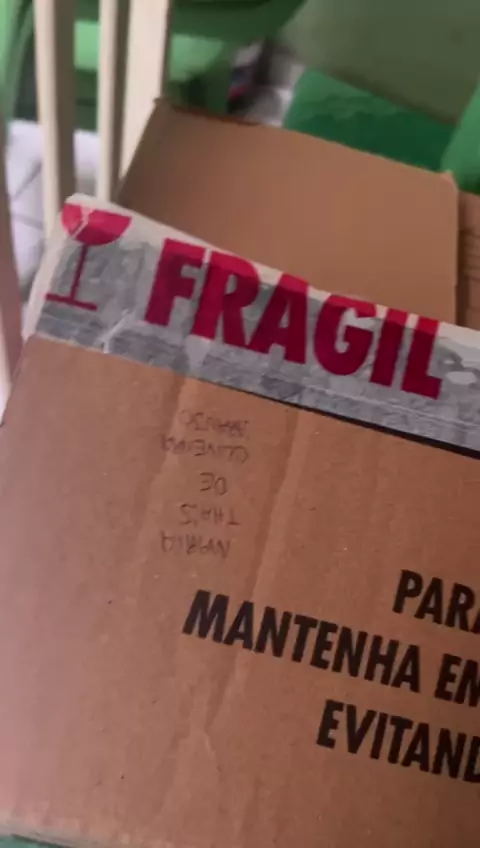 FRAGIL
MARIA
THAIS
DE
OLIVEIRA
PARA
MANTENHA EM
EVITAND